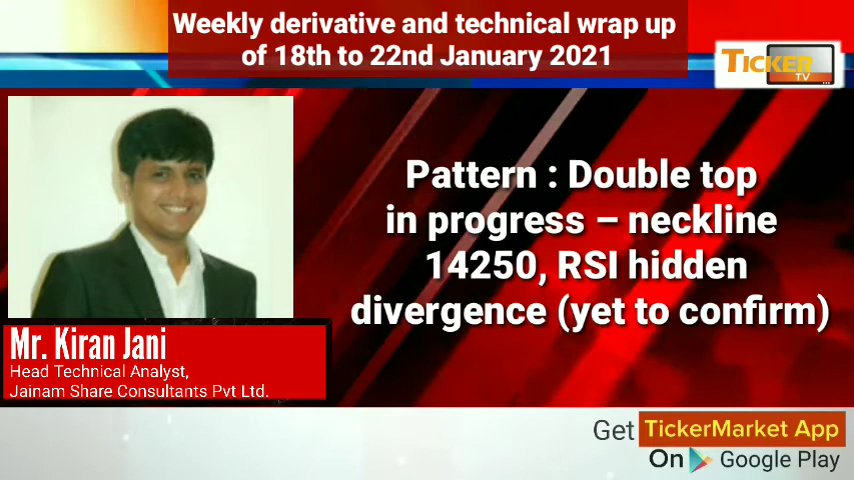 Weekly derivative and technical wrap up
of 18th to 22nd January 2021
TICKER
TV
Pattern : Double top
in progress – neckline
14250, RSI hidden
divergence (yet to confirm)
Mr. Kiran Jani
Head Technical Analyst,
Jainam Share Consultants Pvt Ltd.
Get TickerMarket App
On Google Play